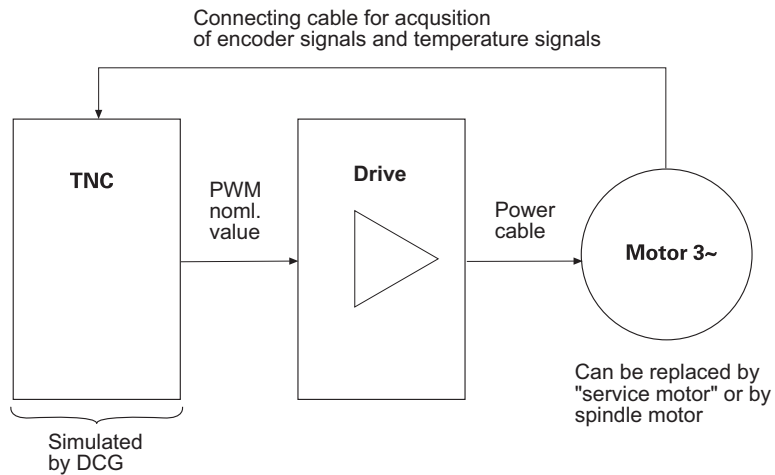 Connecting cable for acqusition
of encoder signals and temperature signals
TNC
PWM
noml.
value
Drive
Power
cable
Motor 3~
Can be replaced by
"service motor" or by
spindle motor
Simulated
by DCG